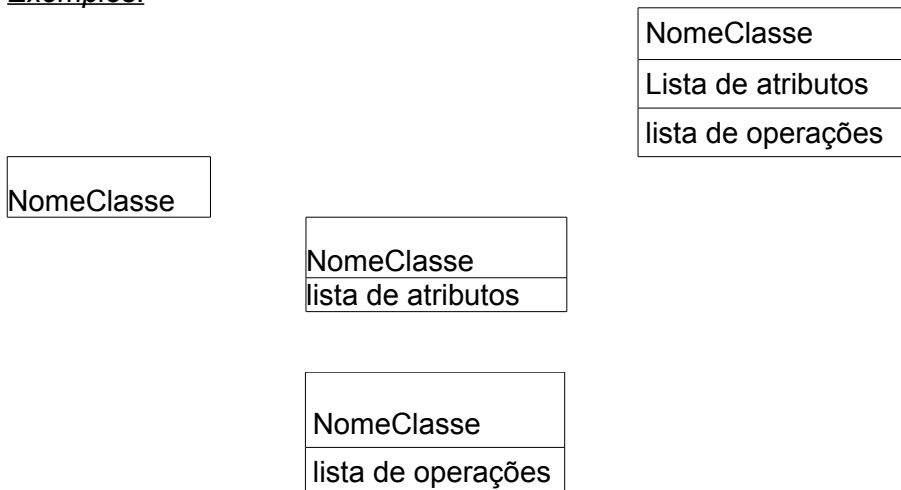 Exemplos:
NomeClasse
Lista de atributos
lista de operações
NomeClasse
NomeClasse
lista de atributos
NomeClasse
lista de operações